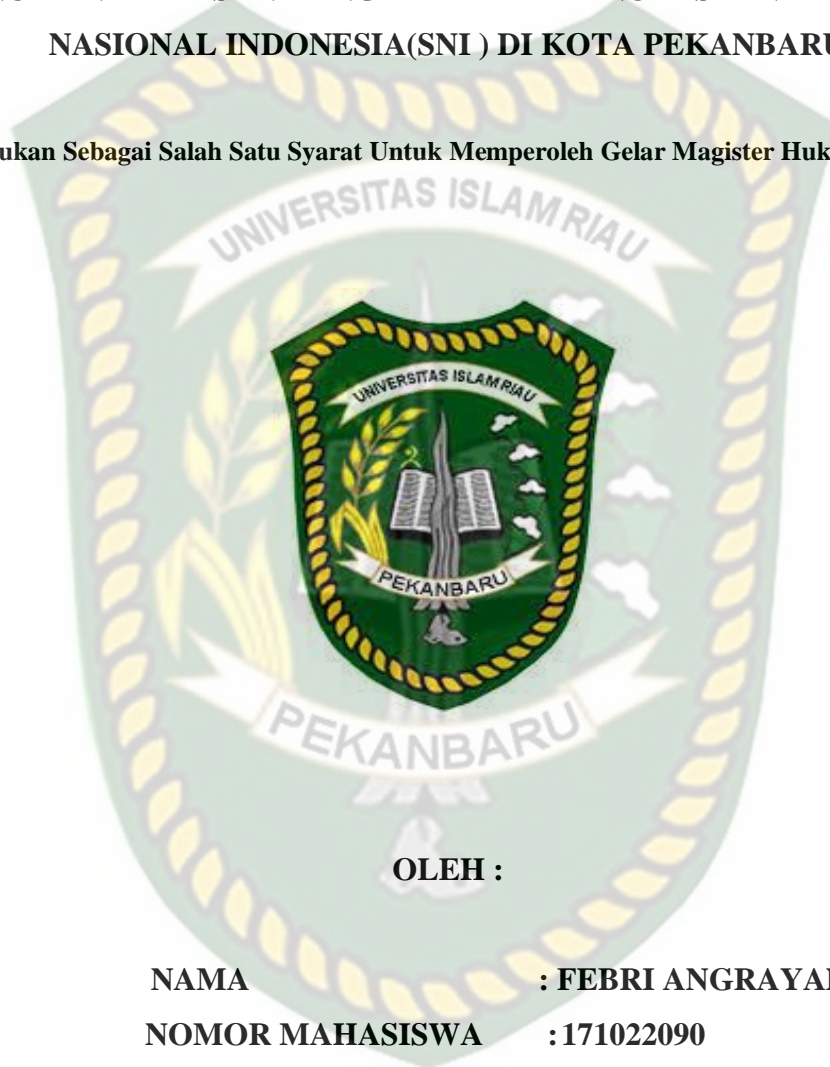 NASIONAL INDONESIA(SNI ) DI KOTA PEKANBARU
Sebagai Salah Satu Syarat Untuk Memperoleh Gelar Magister
UNIVERSITAS ISLAM RIAU
UNIVERSITAS ISLAM RIAU
PEKANBARU
PEKANBARU
OLEH :
NAMA : FEBRI
NOMOR MAHASISWA : 171022090